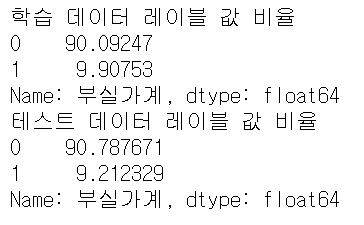 학습 데이터 레이블 값 비율
0    90.09247
1     9.90753
Name: 부실가계, dtype: float64
테스트 데이터 레이블 값 비율
0    90.787671
1     9.212329
Name: 부실가계, dtype: float64